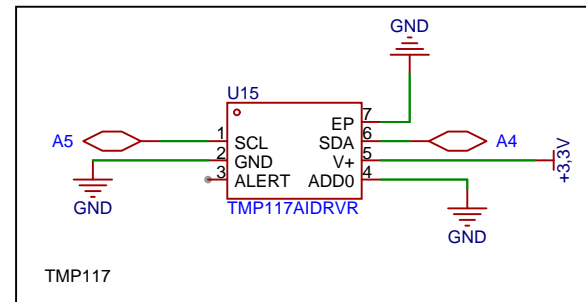 GND
U15
7
EP
A5
1
SCL
SDA
6
A4
2
GND
V+
5
+3,3V
3
ALERT
ADD0
4
GND
TMP117AIDRVR
GND
TMP117